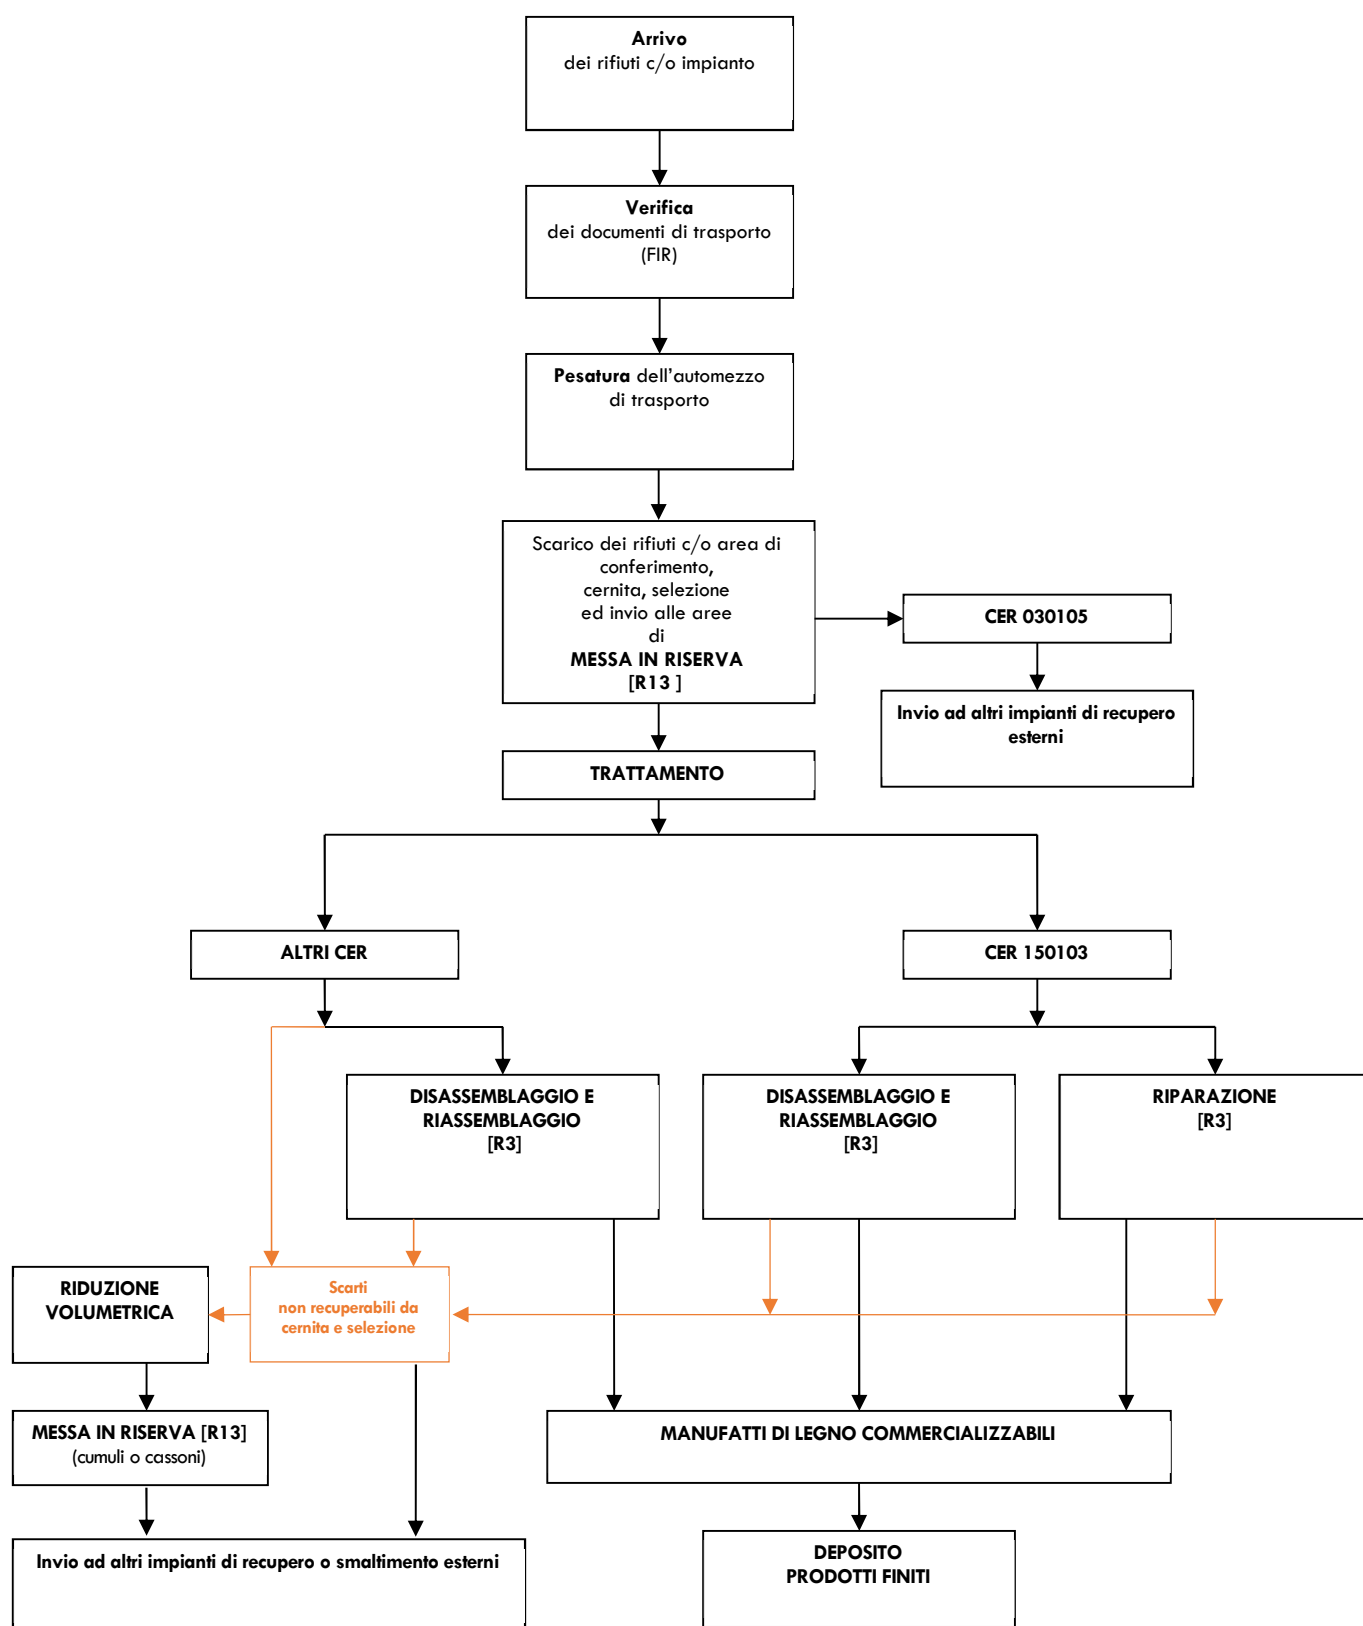 Arrivo
dei rifiuti c/o impianto
Verifica
dei documenti di trasporto
(FIR)
Pesatura dell'automezzo
di trasporto
Scarico dei rifiuti c/o area di
conferimento,
cernita, selezione
ed invio alle aree
di
MESSA IN RISERVA
[R13 ]
CER 030105
Invio ad altri impianti di recupero
esterni
TRATTAMENTO
ALTRI CER
CER 150103
DISASSEMBLAGGIO E
RIASSEMBLAGGIO
[R3]
DISASSEMBLAGGIO E
RIASSEMBLAGGIO
[R3]
RIPARAZIONE
[R3]
RIDUZIONE
VOLUMETRICA
Scarti
non recuperabili da
cernita e selezione
MESSA IN RISERVA [R13]
(cumuli o cassoni)
MANUFATTI DI LEGNO COMMERCIALIZZABILI
Invio ad altri impianti di recupero o smaltimento esterni
DEPOSITO
PRODOTTI FINITI